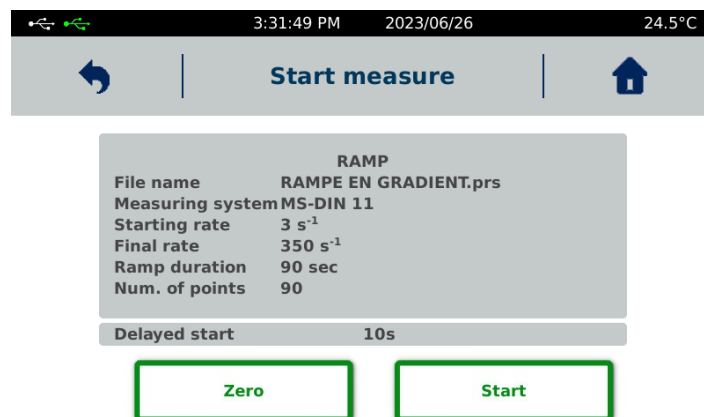 3:31:49 PM 2023/06/26 24.5°C
Start measure
RAMP
File name RAMPE EN GRADIENT.prs
Measuring system MS-DIN 11
Starting rate 3 s⁻¹
Final rate 350 s⁻¹
Ramp duration 90 sec
Num. of points 90
Delayed start 10s
Zero Start